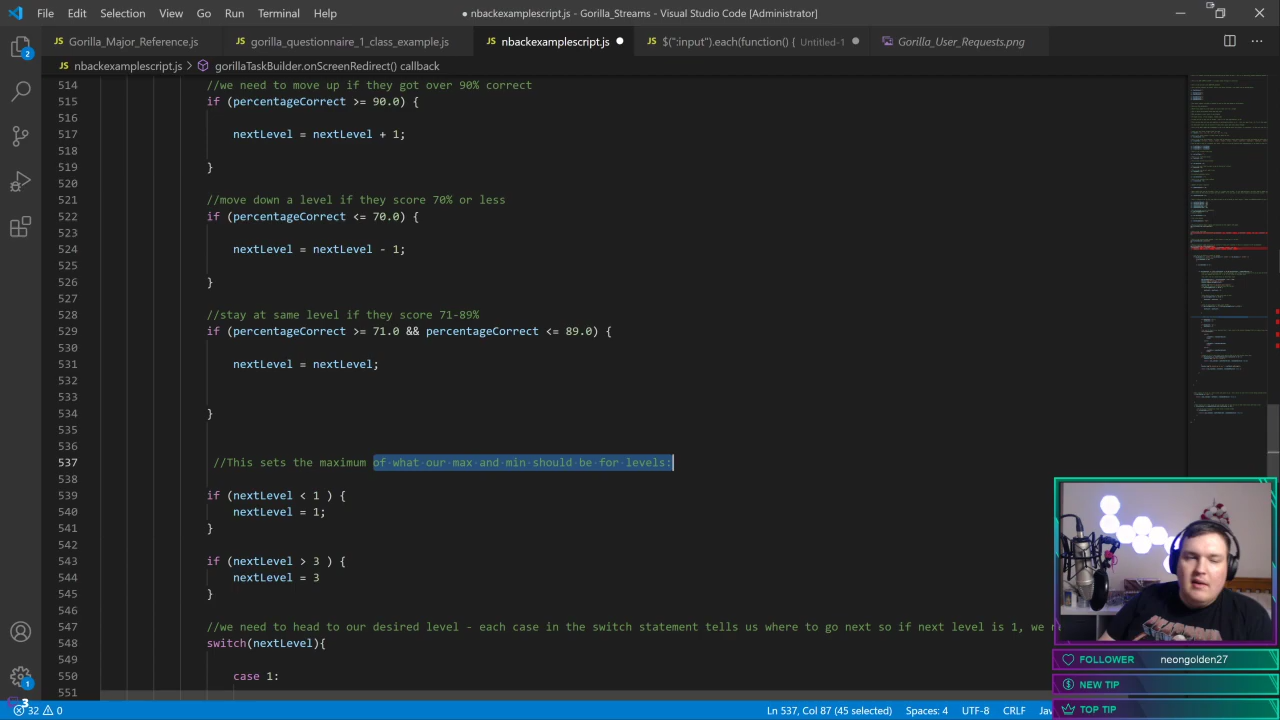 File Edit Selection View Go Run Terminal Help
● nbackexamplescript.js - Gorilla_Streams - Visual Studio Code [Administrator]
JS Gorilla_Major_Reference.js
JS gorilla_questionnaire_1_class_example.js
JS nbackexamplescript.js ●
JS $(":input").each(function() { Untitled-1 ●
Gorilla_User_Requests.png
JS nbackexamplescript.js > gorillaTaskBuilder.onScreenRedirect() callback
514 //we need to move up if they got over 90% correct
515 if (percentageCorrect >= 90.0) {
516
517 nextLevel = nextLevel + 1;
518
519 }
520
521 //move down a level if they score 70% or less
522 if (percentageCorrect <= 70.0) {
523
524 nextLevel = nextLevel - 1;
525
526 }
527
528 //stay at same level if they score 71-89%
529 if (percentageCorrect >= 71.0 && percentageCorrect <= 89.0) {
530
531 nextLevel = nextLevel;
532
533
534 }
535
536
537 //This sets the maximum of what our max and min should be for levels:
538
539 if (nextLevel < 1 ) {
540 nextLevel = 1;
541 }
542
543 if (nextLevel > 3 ) {
544 nextLevel = 3
545 }
546
547 //we need to head to our desired level - each case in the switch statement tells us where to go next so if next level is 1, we
548 switch(nextLevel){
549
550 case 1:
551
2
1
3
FOLLOWER neongolden27
NEW TIP
TOP TIP
32 0 Ln 537, Col 87 (45 selected) Spaces: 4 UTF-8 CRLF